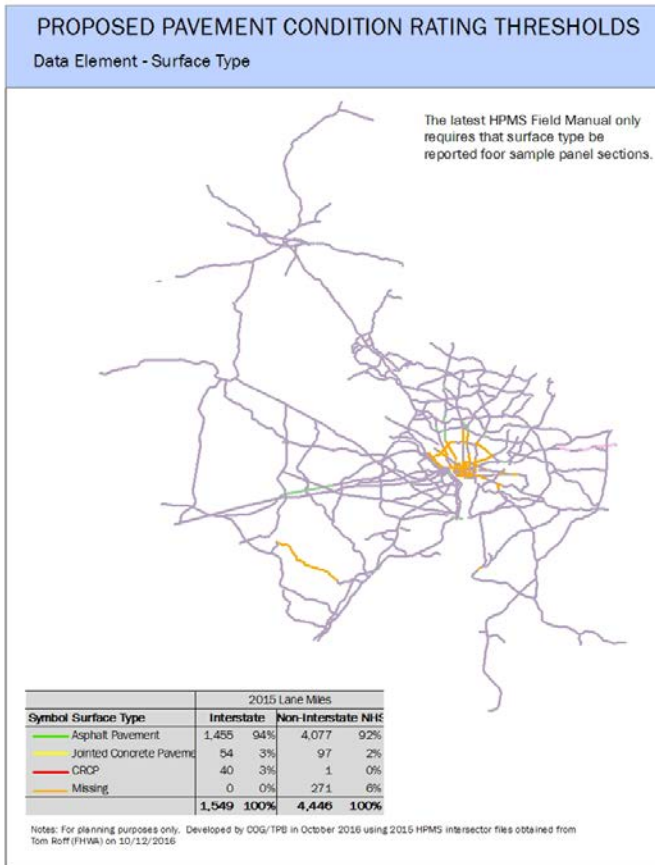 PROPOSED PAVEMENT CONDITION RATING THRESHOLDS
Data Element - Surface Type
The latest HPMS Field Manual only
requires that surface type be
reported foor sample panel sections.
2015 Lane Miles
Symbol Surface Type Interstate Non-Interstate NHS
Asphalt Pavement 1,455 94% 4,077 92%
Jointed Concrete Paveme 54 3% 97 2%
CRCP 40 3% 1 0%
Missing 0 0% 271 6%
1,549 100% 4,446 100%
Notes: For planning purposes only. Developed by COG/TPB in October 2016 using 2015 HPMS intersector files obtained from
Tom Roff (FHWA) on 10/12/2016